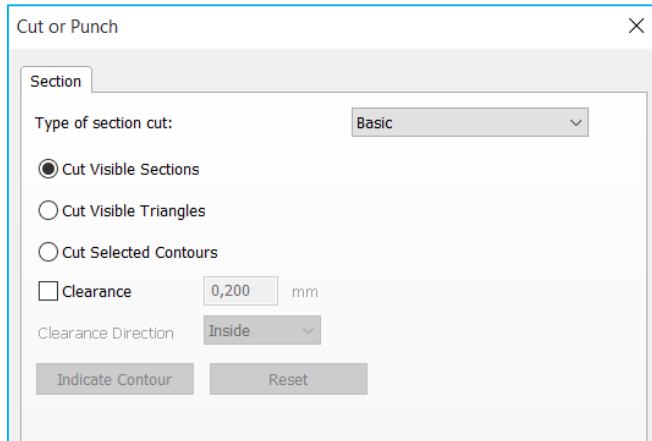 Cut or Punch
Section
Type of section cut: Basic
Cut Visible Sections
Cut Visible Triangles
Cut Selected Contours
Clearance 0,200 mm
Clearance Direction Inside
Indicate Contour Reset